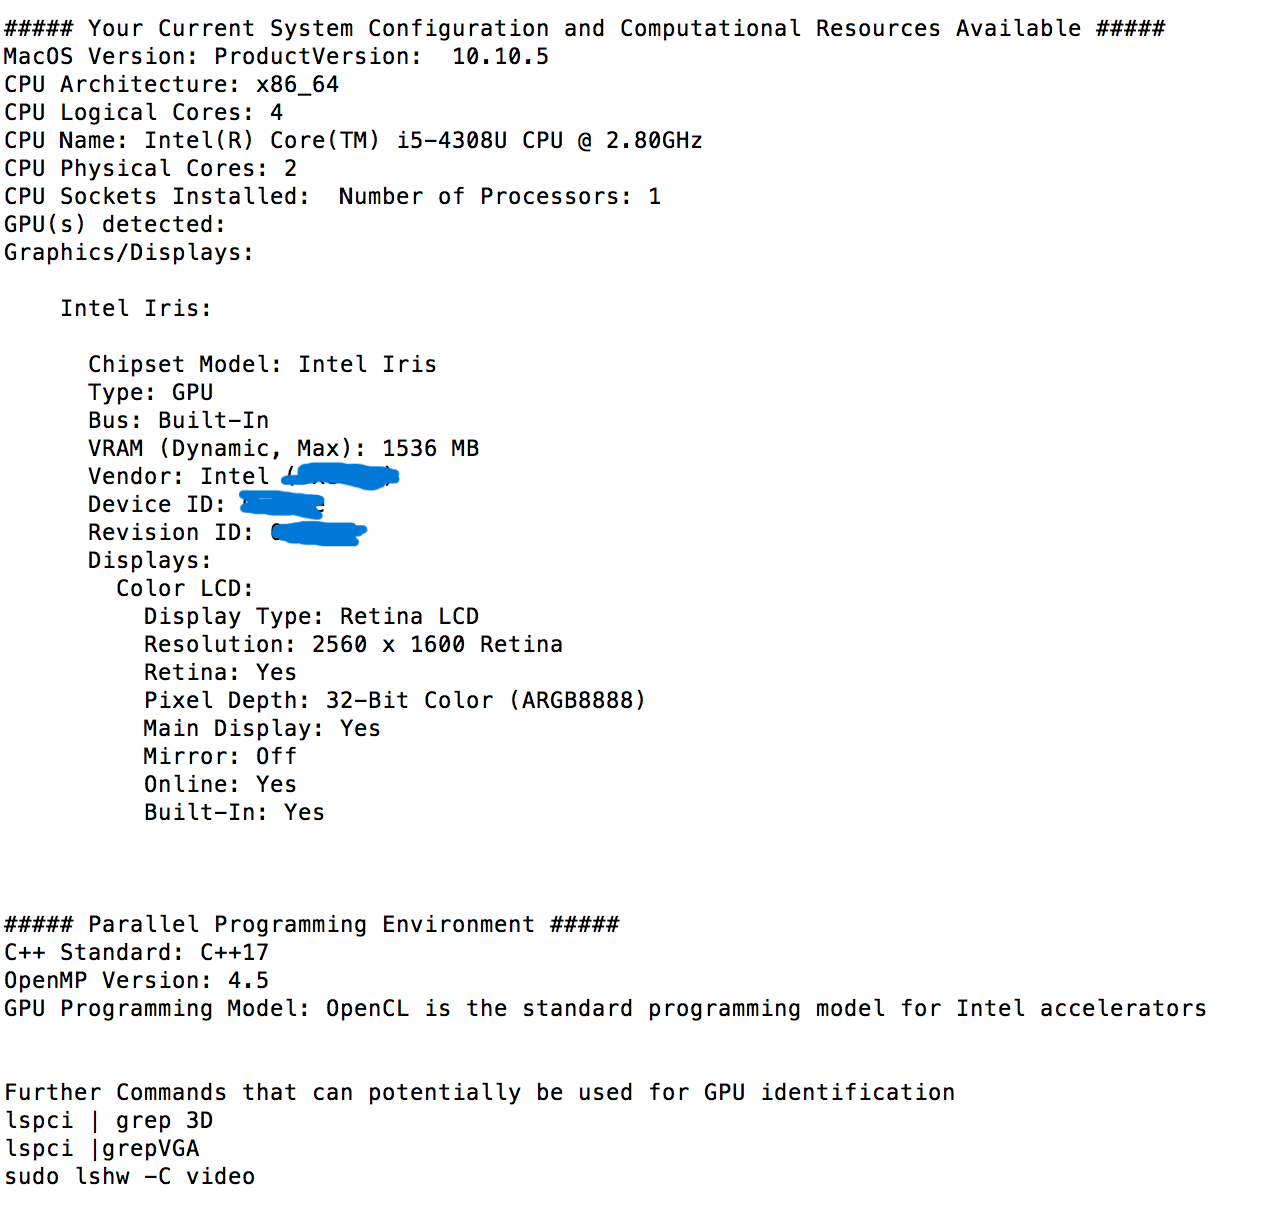 ##### Your Current System Configuration and Computational Resources Available #####
MacOS Version: ProductVersion:  10.10.5
CPU Architecture: x86_64
CPU Logical Cores: 4
CPU Name: Intel(R) Core(TM) i5-4308U CPU @ 2.80GHz
CPU Physical Cores: 2
CPU Sockets Installed:  Number of Processors: 1
GPU(s) detected:
Graphics/Displays:
Intel Iris:
Chipset Model: Intel Iris
Type: GPU
Bus: Built-In
VRAM (Dynamic, Max): 1536 MB
Vendor: Intel
Device ID:
Revision ID:
Displays:
Color LCD:
Display Type: Retina LCD
Resolution: 2560 x 1600 Retina
Retina: Yes
Pixel Depth: 32-Bit Color (ARGB8888)
Main Display: Yes
Mirror: Off
Online: Yes
Built-In: Yes
##### Parallel Programming Environment #####
C++ Standard: C++17
OpenMP Version: 4.5
GPU Programming Model: OpenCL is the standard programming model for Intel accelerators
Further Commands that can potentially be used for GPU identification
lspci | grep 3D
lspci |grepVGA
sudo lshw -C video